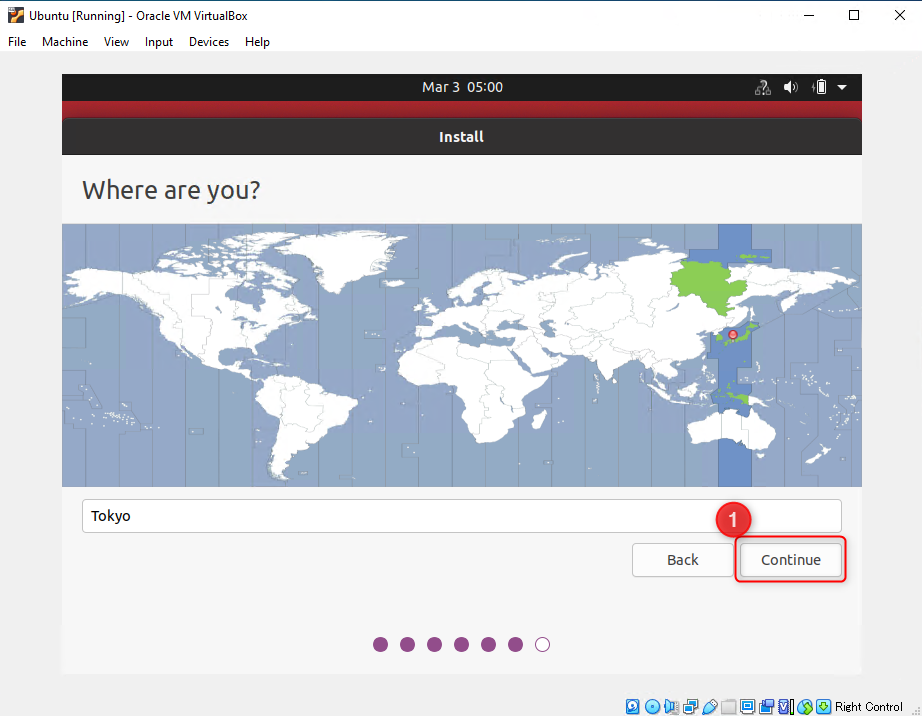 Ubuntu [Running] - Oracle VM VirtualBox
File Machine View Input Devices Help
Mar 3 05:00
Install
Where are you?
Tokyo
1
Back Continue
Right Control